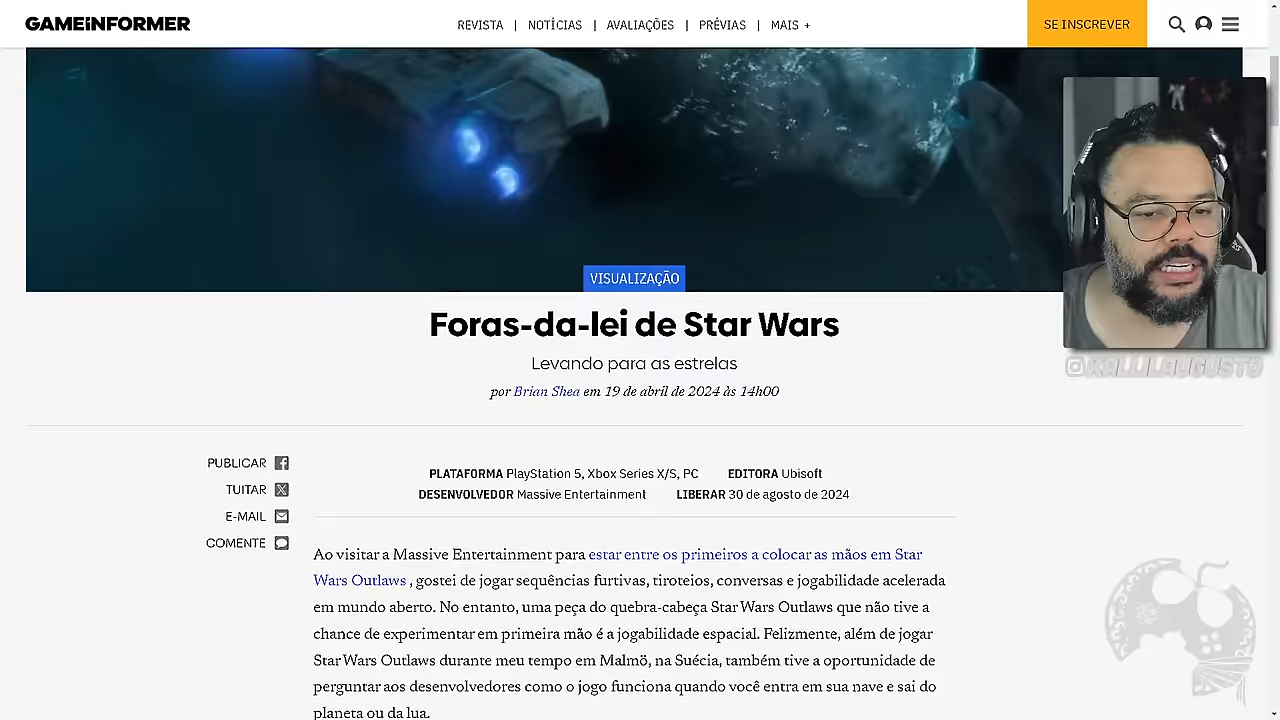 GAMEiNFORMER
REVISTA | NOTÍCIAS | AVALIAÇÕES | PRÉVIAS | MAIS +
SE INSCREVER
VISUALIZAÇÃO
Foras-da-lei de Star Wars
Levando para as estrelas
por Brian Shea em 19 de abril de 2024 às 14h00
@KALLILAUGUSTO
PUBLICAR
TUITAR
E-MAIL
COMENTE
PLATAFORMA PlayStation 5, Xbox Series X/S, PC EDITORA Ubisoft
DESENVOLVEDOR Massive Entertainment LIBERAR 30 de agosto de 2024
Ao visitar a Massive Entertainment para estar entre os primeiros a colocar as mãos em Star
Wars Outlaws , gostei de jogar sequências furtivas, tiroteios, conversas e jogabilidade acelerada
em mundo aberto. No entanto, uma peça do quebra-cabeça Star Wars Outlaws que não tive a
chance de experimentar em primeira mão é a jogabilidade espacial. Felizmente, além de jogar
Star Wars Outlaws durante meu tempo em Malmö, na Suécia, também tive a oportunidade de
perguntar aos desenvolvedores como o jogo funciona quando você entra em sua nave e sai do
planeta ou da lua.